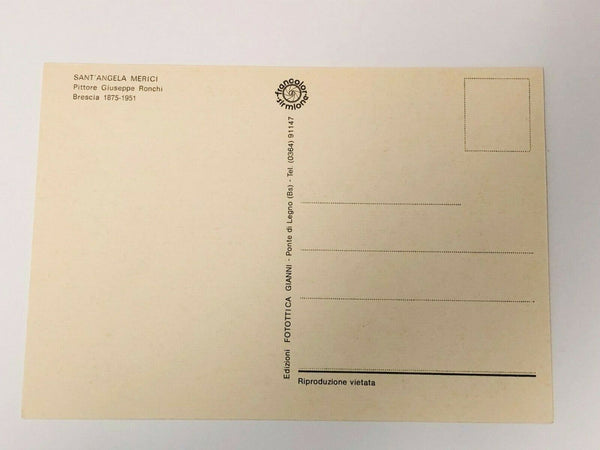 SANT'ANGELA MERICI
Pittore Giuseppe Ronchi
Brescia 1875-1951
francolor
sirmione
Edizioni FOTOTTICA GIANNI - Ponte di Legno (Bs) - Tel. (0364) 91147
Riproduzione vietata